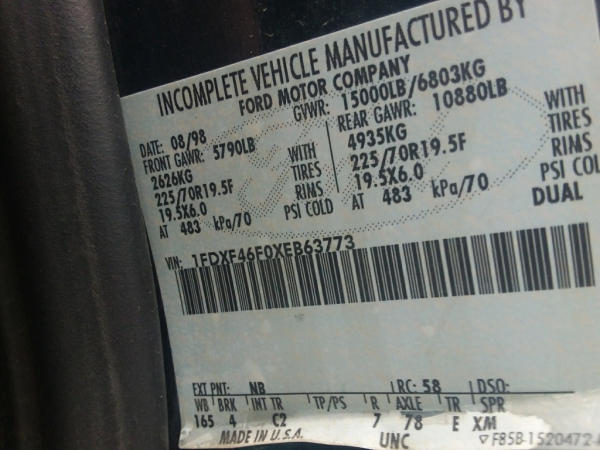 INCOMPLETE VEHICLE MANUFACTURED BY
FORD MOTOR COMPANY
DATE: 08/98 GVWR: 15000LB/6803KG
FRONT GAWR: 5790LB REAR GAWR: 10880LB
2626KG WITH 4935KG WITH
225/70R19.5F TIRES 225/70R19.5F TIRES
19.5X6.0 RIMS 19.5X6.0 RIMS
AT 483 kPa/70 PSI COLD AT 483 kPa/70 PSI COLD
DUAL
VIN: 1FDXF46F0XEB63773
EXT PNT: NB RC: 58 DSO:
WB BRK INT TR TP/PS R AXLE TR SPR
165 4 C2 7 78 E XM
MADE IN U.S.A. UNC F85B-1520472-